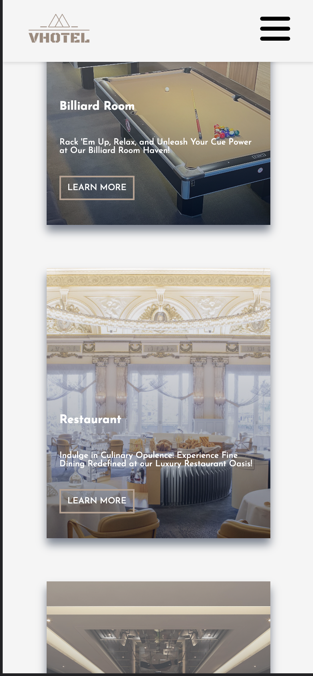 VHOTEL
Billiard Room
Rack 'Em Up, Relax, and Unleash Your Cue Power
at Our Billiard Room Haven!
LEARN MORE
Restaurant
Indulge in Culinary Opulence: Experience Fine
Dining Redefined at our Luxury Restaurant Oasis!
LEARN MORE